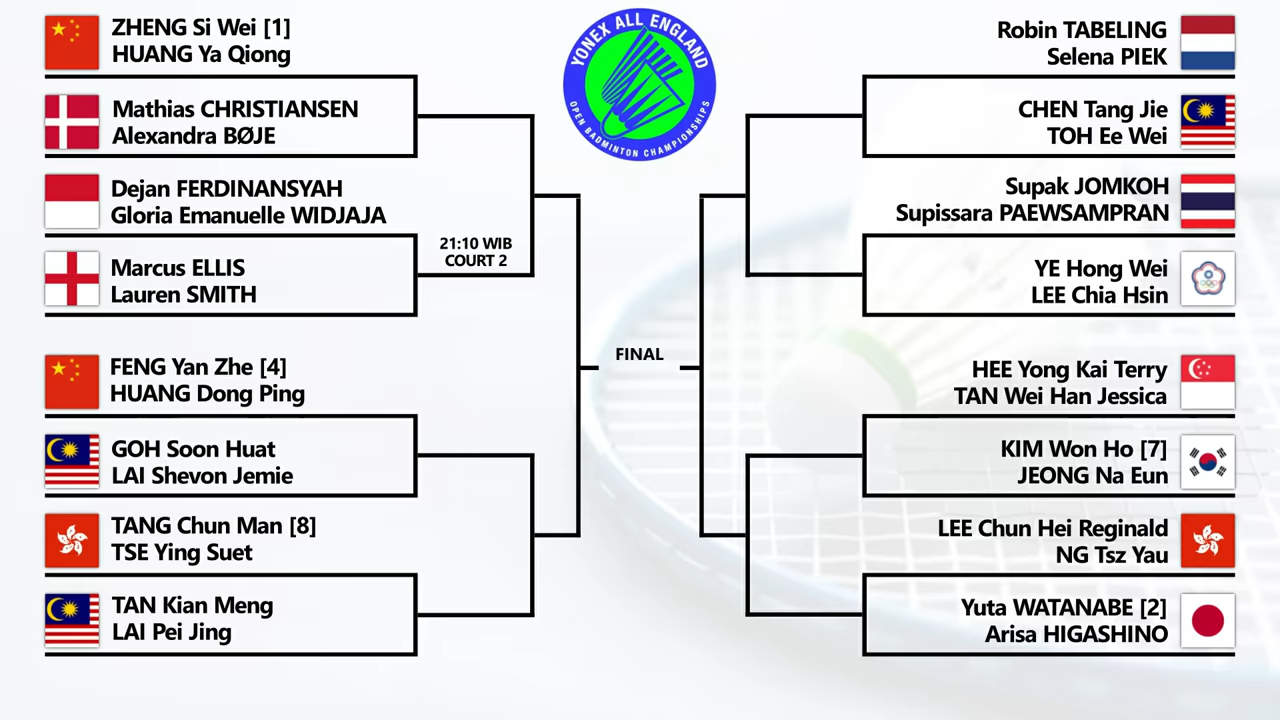 ZHENG Si Wei [1]
HUANG Ya Qiong
Mathias CHRISTIANSEN
Alexandra BØJE
Dejan FERDINANSYAH
Gloria Emanuelle WIDJAJA
21:10 WIB
COURT 2
Marcus ELLIS
Lauren SMITH
FENG Yan Zhe [4]
HUANG Dong Ping
GOH Soon Huat
LAI Shevon Jemie
TANG Chun Man [8]
TSE Ying Suet
TAN Kian Meng
LAI Pei Jing
YONEX ALL ENGLAND
OPEN BADMINTON CHAMPIONSHIPS
FINAL
Robin TABELING
Selena PIEK
CHEN Tang Jie
TOH Ee Wei
Supak JOMKOH
Supissara PAEWSAMPRAN
YE Hong Wei
LEE Chia Hsin
HEE Yong Kai Terry
TAN Wei Han Jessica
KIM Won Ho [7]
JEONG Na Eun
LEE Chun Hei Reginald
NG Tsz Yau
Yuta WATANABE [2]
Arisa HIGASHINO